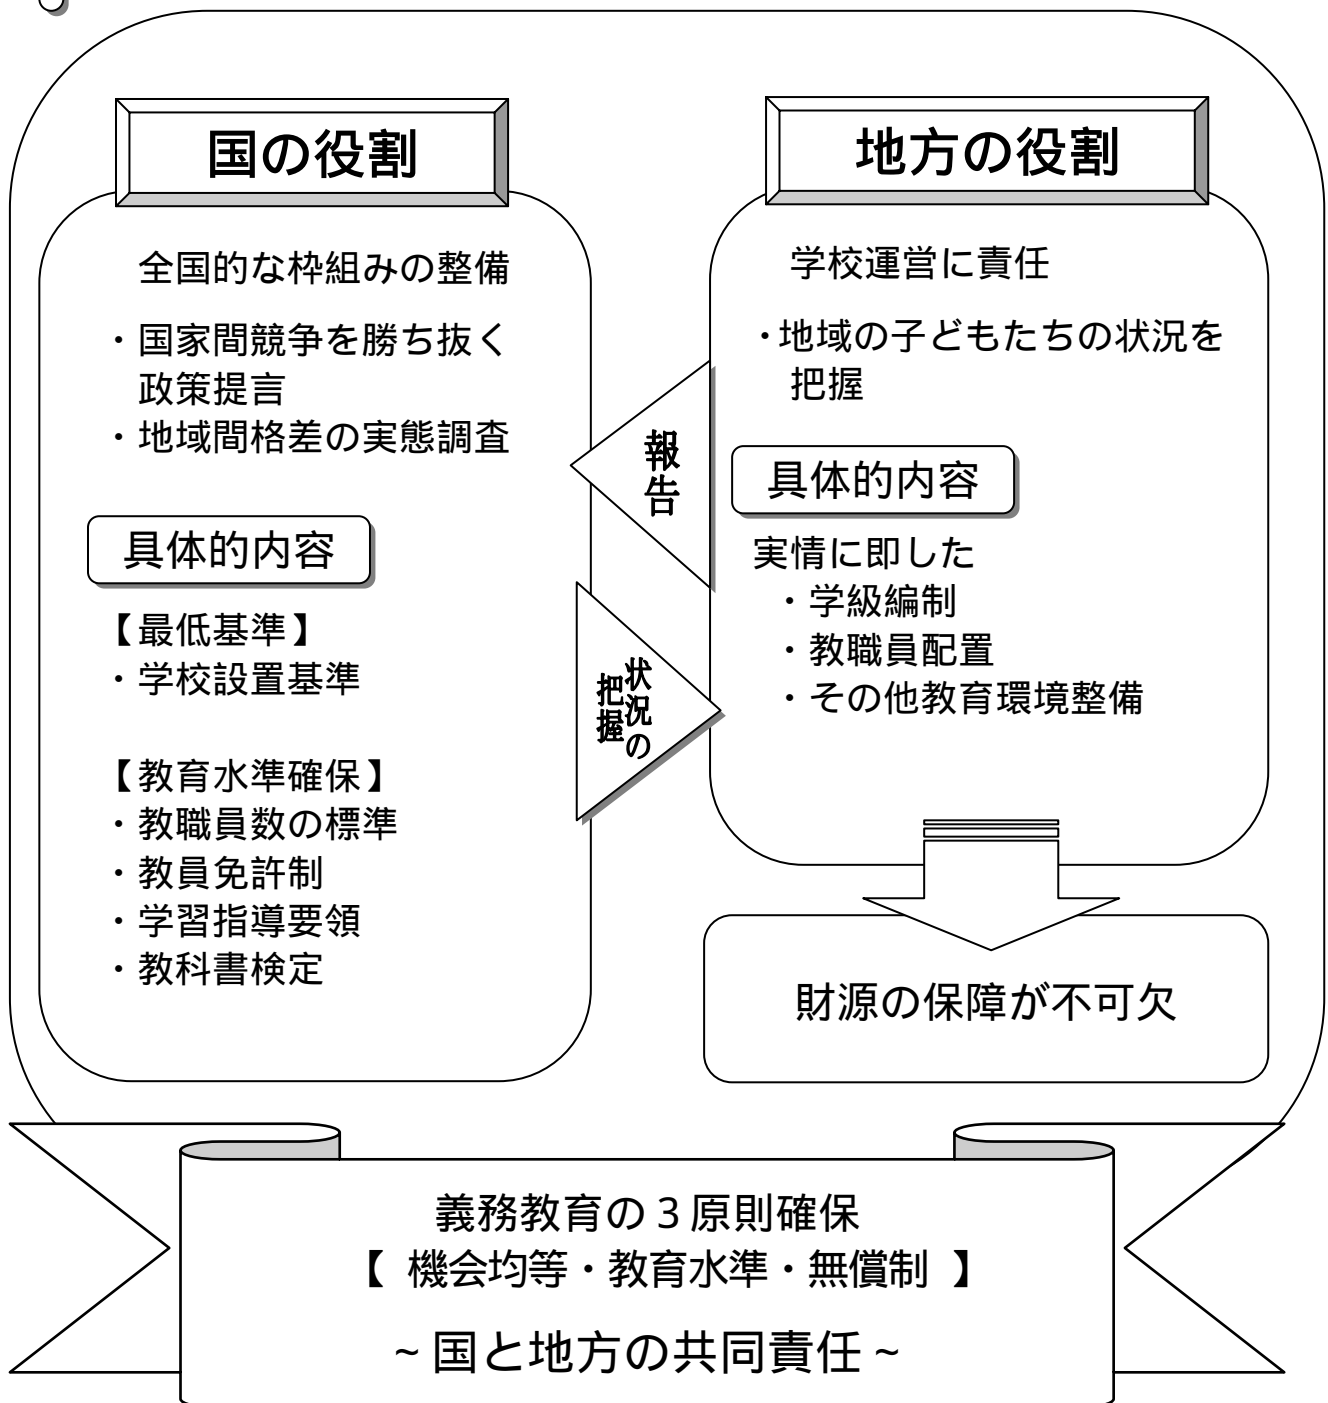 国の役割
全国的な枠組みの整備
・国家間競争を勝ち抜く
政策提言
・地域間格差の実態調査
具体的内容
【最低基準】
・学校設置基準
【教育水準確保】
・教職員数の標準
・教員免許制
・学習指導要領
・教科書検定
報告
状況の
把握
地方の役割
学校運営に責任
・地域の子どもたちの状況を
把握
具体的内容
実情に即した
・学級編制
・教職員配置
・その他教育環境整備
財源の保障が不可欠
義務教育の3原則確保
【 機会均等・教育水準・無償制 】
~国と地方の共同責任~